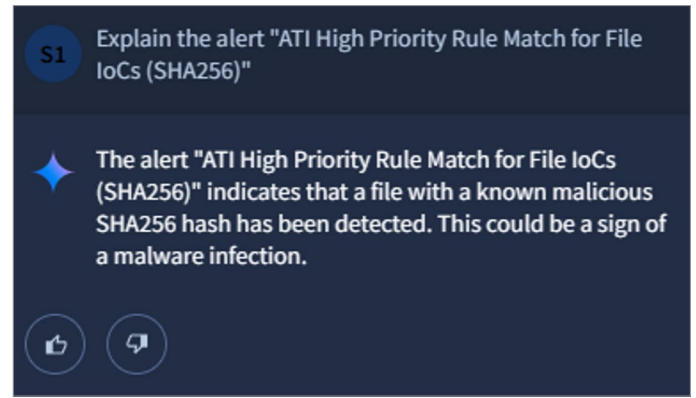 S1
Explain the alert "ATI High Priority Rule Match for File
IoCs (SHA256)"
The alert "ATI High Priority Rule Match for File IoCs
(SHA256)" indicates that a file with a known malicious
SHA256 hash has been detected. This could be a sign of
a malware infection.